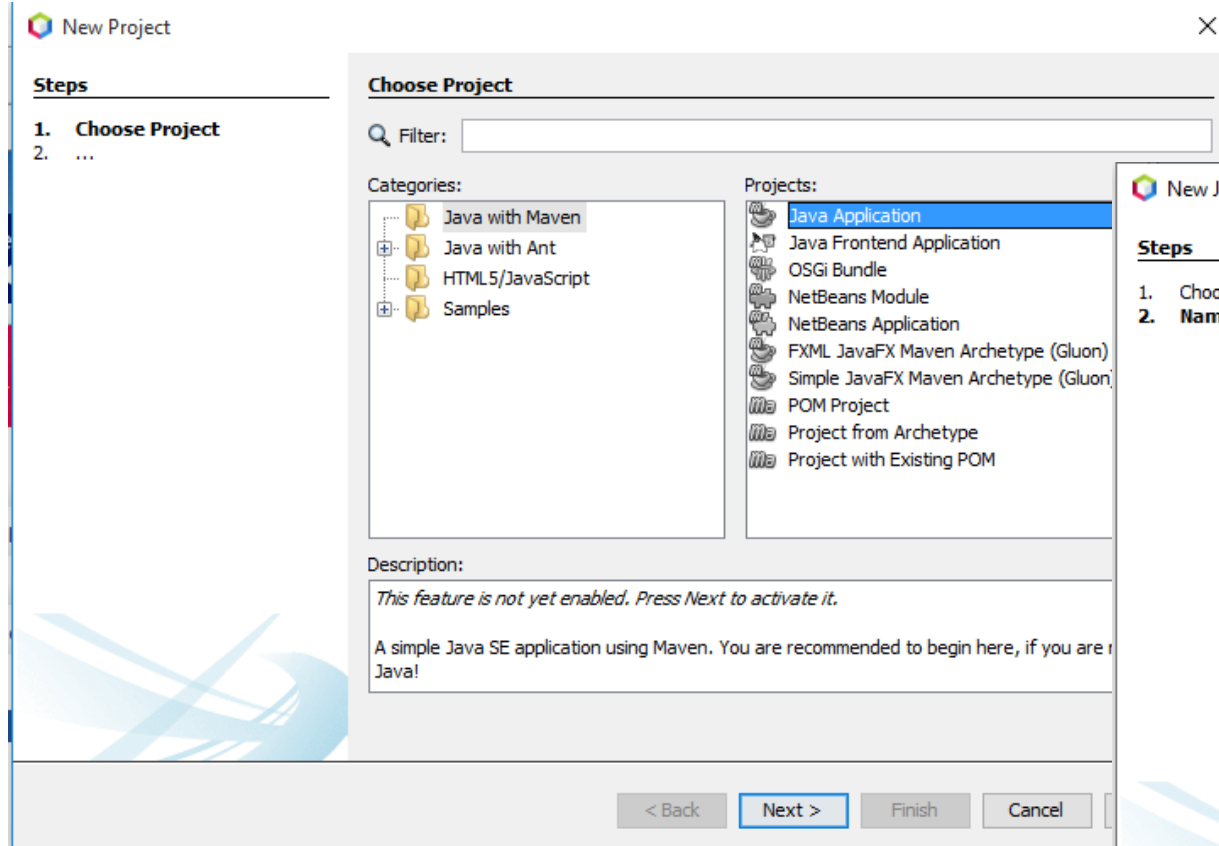 New Project
Steps
1. Choose Project
2. ...
Choose Project
Filter:
Categories:
Java with Maven
Java with Ant
HTML5/JavaScript
Samples
Projects:
Java Application
Java Frontend Application
OSGi Bundle
NetBeans Module
NetBeans Application
FXML JavaFX Maven Archetype (Gluon)
Simple JavaFX Maven Archetype (Gluon)
POM Project
Project from Archetype
Project with Existing POM
Description:
This feature is not yet enabled. Press Next to activate it.
A simple Java SE application using Maven. You are recommended to begin here, if you are
Java!
< Back
Next >
Finish
Cancel
New J
Steps
1.
2.